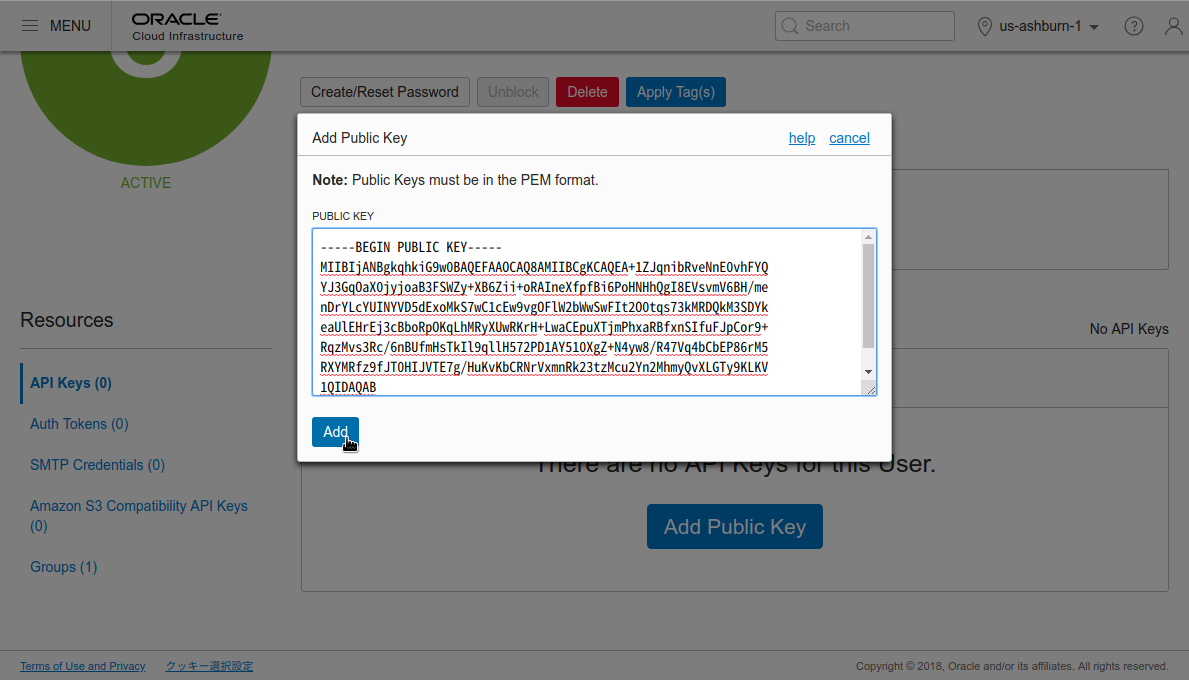 MENU
ORACLE
Cloud Infrastructure
Search
us-ashburn-1
Create/Reset Password
Unblock
Delete
Apply Tag(s)
ACTIVE
Add Public Key
help
cancel
Note: Public Keys must be in the PEM format.
PUBLIC KEY
-----BEGIN PUBLIC KEY-----
MIIBIjANBgkqhkiG9w0BAQEFAAOCAQ8AMIIBCgKCAQEA+1ZJqnibRveNnE0vhFYQ
YJ3GqOaXOjyjoaB3FSWZy+XB6Zii+oRAIneXfpfBi6PoHNHhQgI8EVsvmV6BH/me
nDrYLcYUINYVD5dExoMkS7wC1cEw9vgOFlW2bWwSwFIt2OOtqs73kMRDQkM3SDYk
eaUlEHrEj3cBboRpOKqLhMRyXUwRKrH+LwaCEpuXTjmPhxaRBfxnSIfuFJpCor9+
RqzMvs3Rc/6nBUfmHsTkIl9qllH572PD1AY51OXgZ+N4yw8/R47Vq4bCbEP86rM5
RXYMRfz9fJTOHIJVTE7g/HuKvKbCRNrVxmnRk23tzMcu2Yn2MhmyQvXLGTy9KLKV
1QIDAQAB
Add
Resources
No API Keys
API Keys (0)
Auth Tokens (0)
SMTP Credentials (0)
Amazon S3 Compatibility API Keys
(0)
Groups (1)
There are no API Keys for this User.
Add Public Key
Terms of Use and Privacy
クッキー選択設定
Copyright © 2018, Oracle and/or its affiliates. All rights reserved.